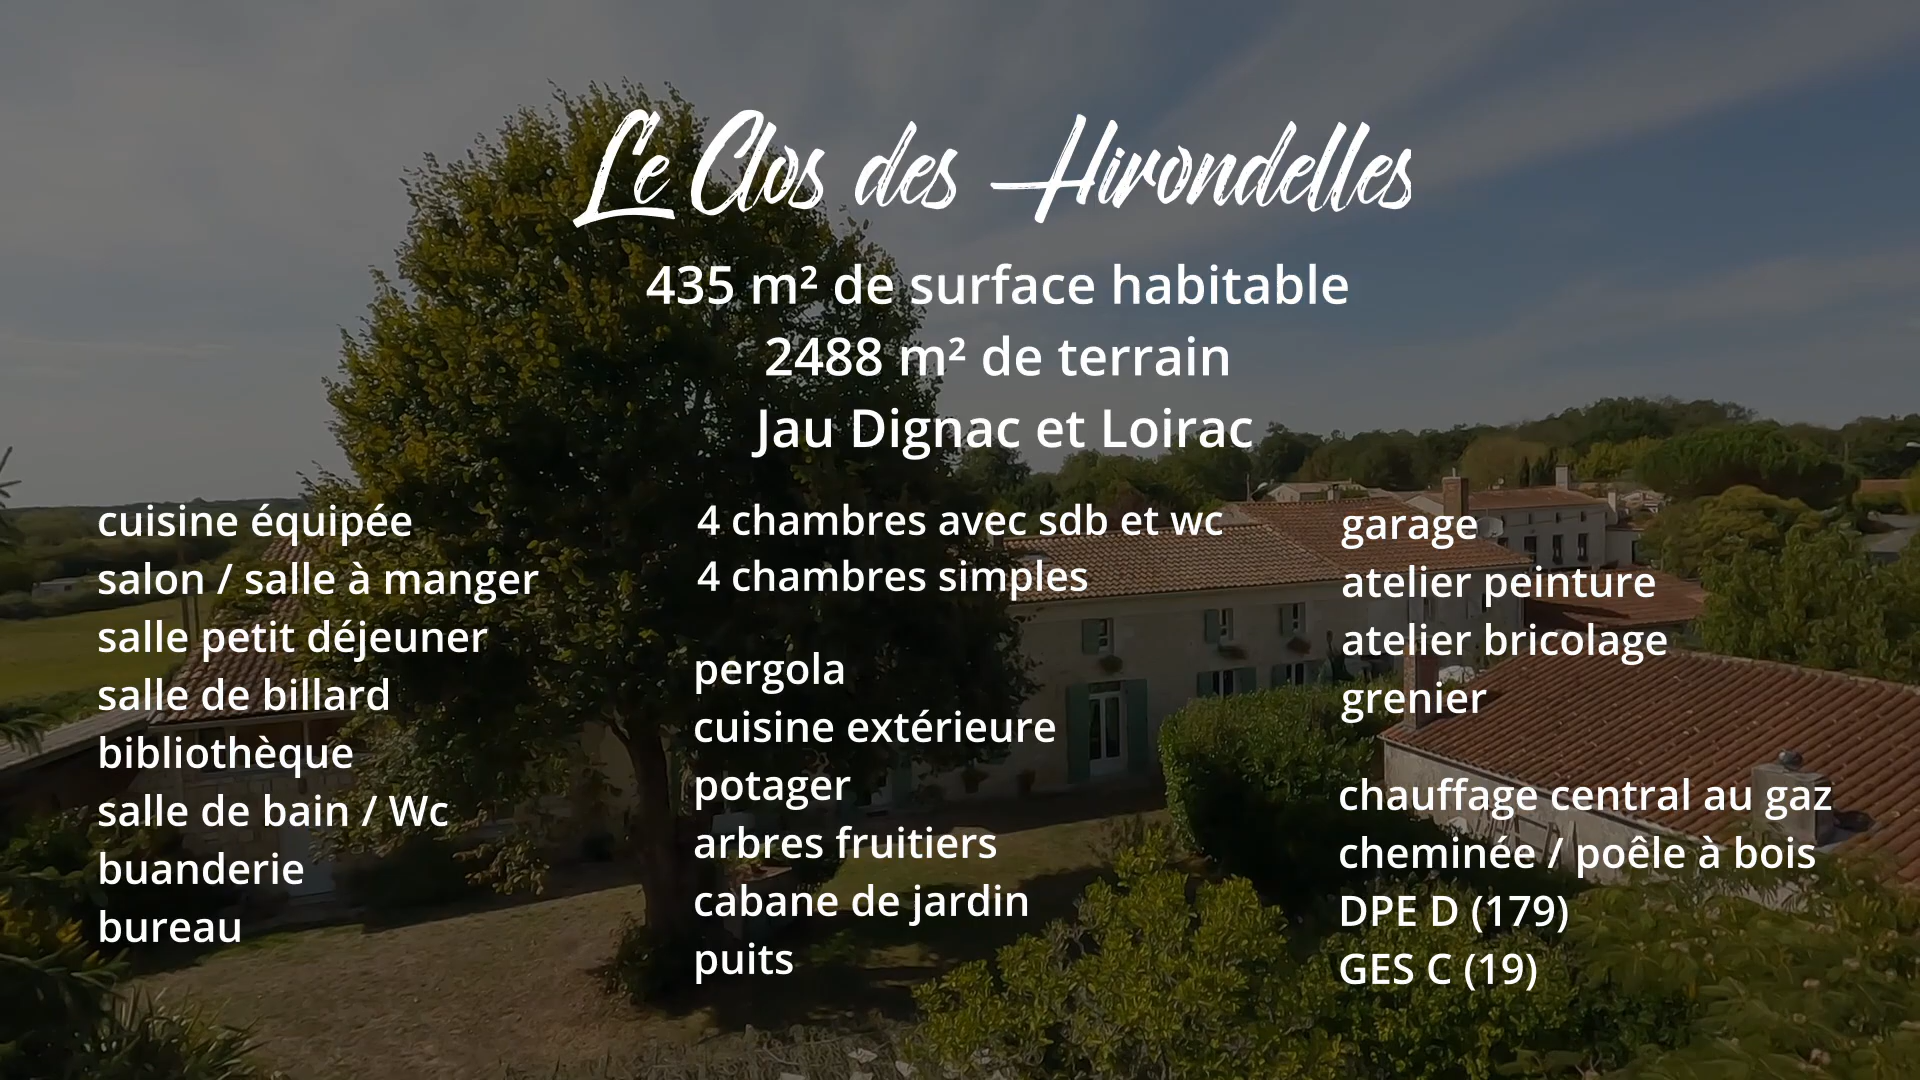 Le Clos des Hirondelles
435 m² de surface habitable
2488 m² de terrain
Jau Dignac et Loirac
cuisine équipée
salon / salle à manger
salle petit déjeuner
salle de billard
bibliothèque
salle de bain / Wc
buanderie
bureau
4 chambres avec sdb et wc
4 chambres simples
pergola
cuisine extérieure
potager
arbres fruitiers
cabane de jardin
puits
garage
atelier peinture
atelier bricolage
grenier
chauffage central au gaz
cheminée / poêle à bois
DPE D (179)
GES C (19)